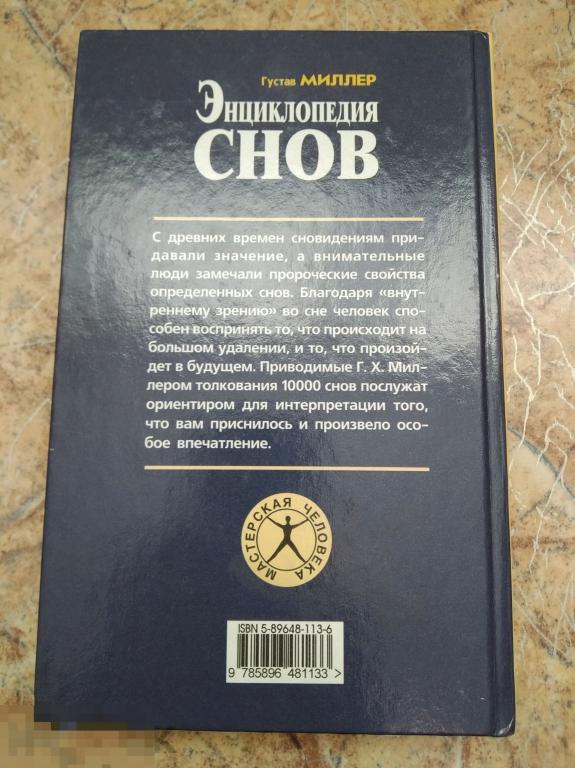 Густав МИЛЛЕР
Энциклопедия
СНОВ
С древних времен сновидениям при-
давали значение, а внимательные
люди замечали пророческие свойства
определенных снов. Благодаря «внут-
реннему зрению» во сне человек спо-
собен воспринять то, что происходит на
большом удалении, и то, что произой-
дет в будущем. Приводимые Г. Х. Мил-
лером толкования 10000 снов послужат
ориентиром для интерпретации того,
что вам приснилось и произвело осо-
бое впечатление.
МАСТЕРСКАЯ ЧЕЛОВЕКА
ISBN 5-89648-113-6
9 785896 481133 >